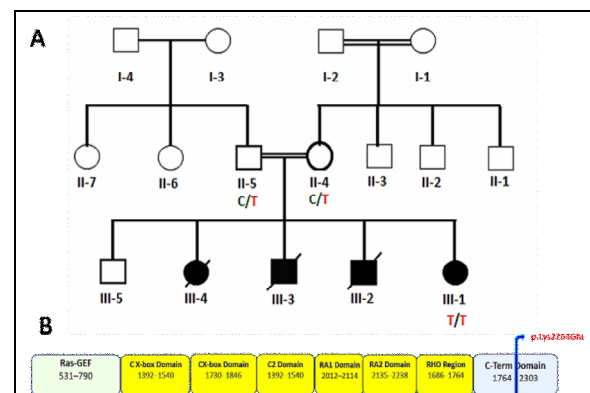 A
I-4 I-3 I-2 I-1
II-7 II-6 II-5 II-4 II-3 II-2 II-1
C/T C/T
III-5 III-4 III-3 III-2 III-1
T/T
B
Ras-GEF CX-box Domain CX-box Domain C2 Domain RA1 Domain RA2 Domain RHO Region C-Term Domain
531–790 1392-1540 1730-1846 1392-1540 2012–2114 2135-2238 1686-1764 1764 2303